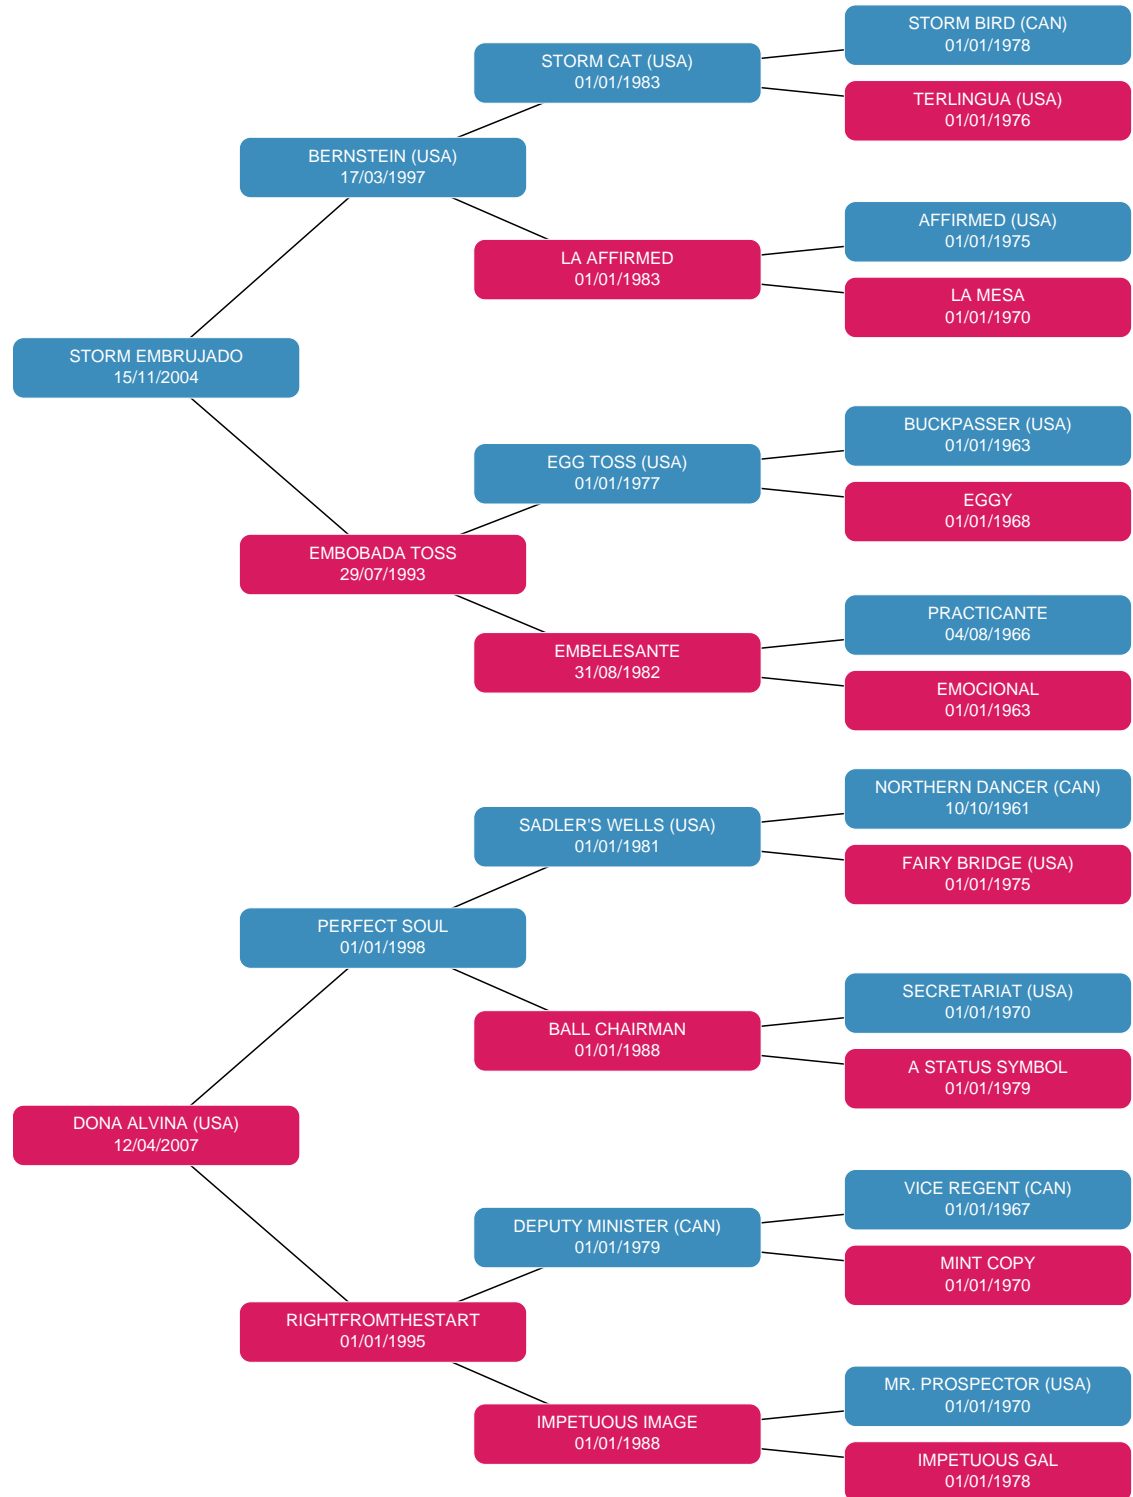 STORM BIRD (CAN)
01/01/1978
STORM CAT (USA)
01/01/1983
TERLINGUA (USA)
01/01/1976
BERNSTEIN (USA)
17/03/1997
AFFIRMED (USA)
01/01/1975
LA AFFIRMED
01/01/1983
LA MESA
01/01/1970
STORM EMBRUJADO
15/11/2004
BUCKPASSER (USA)
01/01/1963
EGG TOSS (USA)
01/01/1977
EGGY
01/01/1968
EMBOBADA TOSS
29/07/1993
PRACTICANTE
04/08/1966
EMBELESANTE
31/08/1982
EMOCIONAL
01/01/1963
NORTHERN DANCER (CAN)
10/10/1961
SADLER'S WELLS (USA)
01/01/1981
FAIRY BRIDGE (USA)
01/01/1975
PERFECT SOUL
01/01/1998
SECRETARIAT (USA)
01/01/1970
BALL CHAIRMAN
01/01/1988
A STATUS SYMBOL
01/01/1979
DONA ALVINA (USA)
12/04/2007
VICE REGENT (CAN)
01/01/1967
DEPUTY MINISTER (CAN)
01/01/1979
MINT COPY
01/01/1970
RIGHTFROMTHESTART
01/01/1995
MR. PROSPECTOR (USA)
01/01/1970
IMPETUOUS IMAGE
01/01/1988
IMPETUOUS GAL
01/01/1978